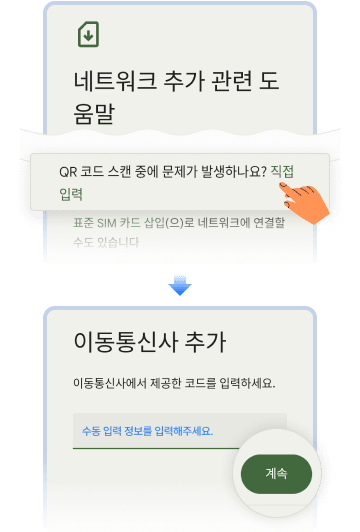 네트워크 추가 관련 도
움말
QR 코드 스캔 중에 문제가 발생하나요? 직접
입력
표준 SIM 카드 삽입(으)로 네트워크에 연결할
수도 있습니다
이동통신사 추가
이동통신사에서 제공한 코드를 입력하세요.
수동 입력 정보를 입력해주세요.
계속